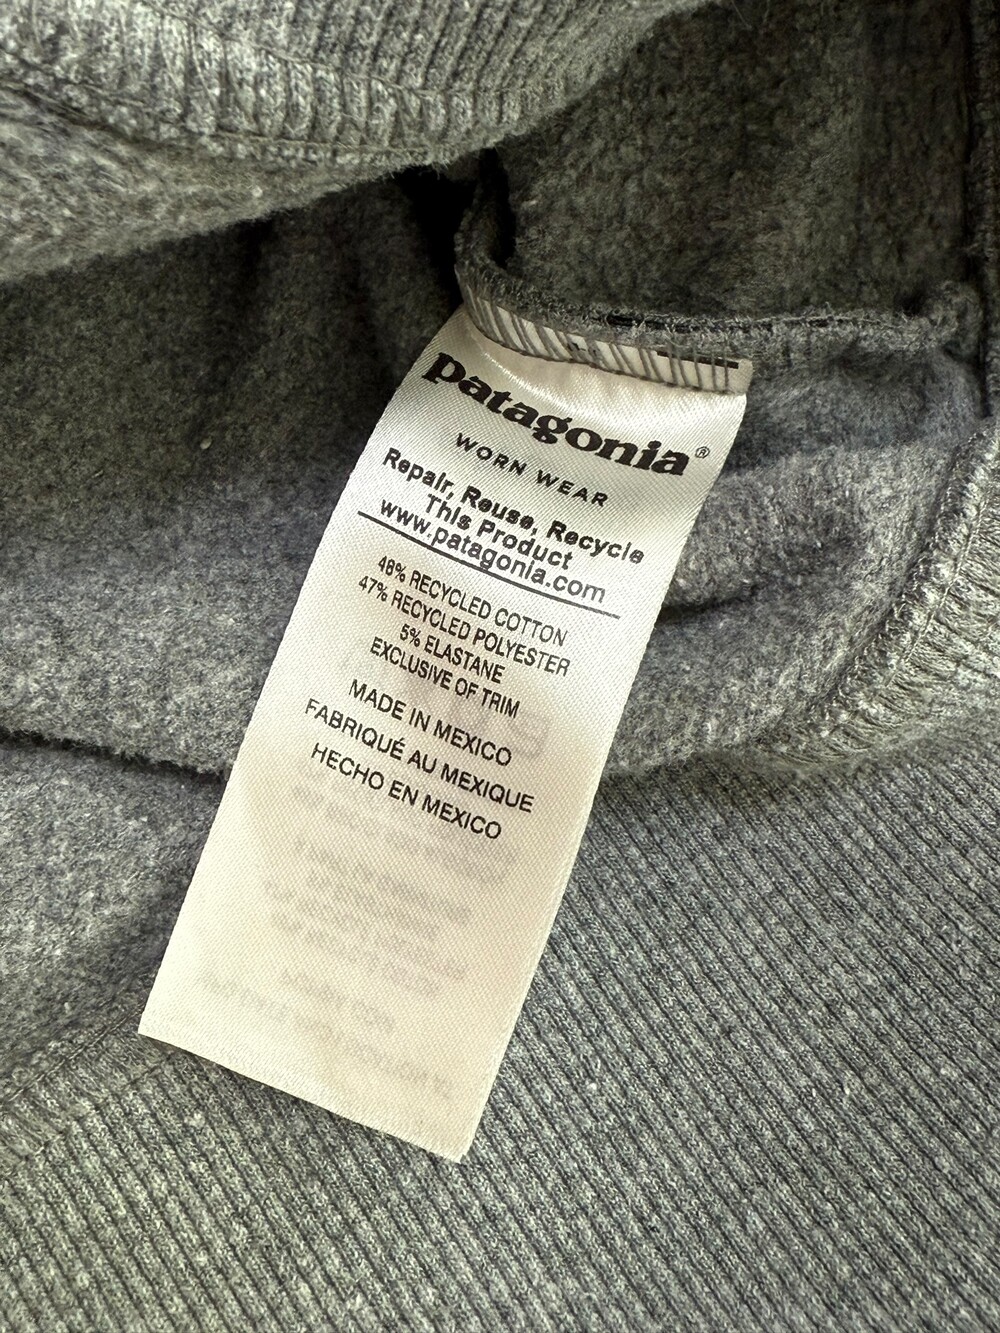 patagonia®
WORN WEAR
Repair, Reuse, Recycle
This Product
www.patagonia.com
48% RECYCLED COTTON
47% RECYCLED POLYESTER
5% ELASTANE
EXCLUSIVE OF TRIM
MADE IN MEXICO
FABRIQUÉ AU MEXIQUE
HECHO EN MEXICO